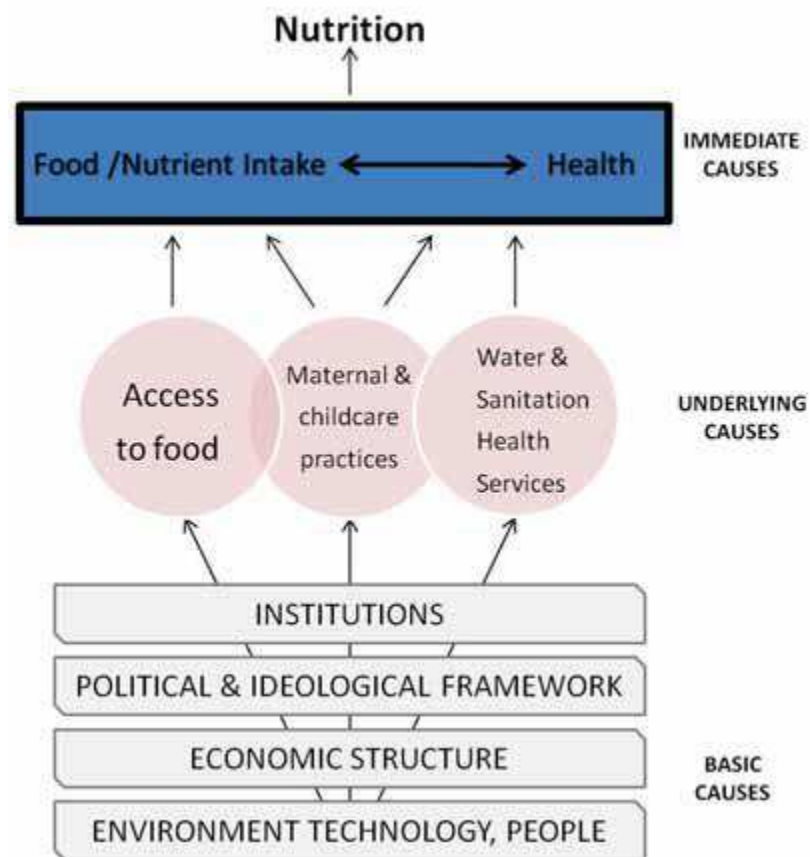 Nutrition
Food /Nutrient Intake
Health
IMMEDIATE
CAUSES
Access
to food
Maternal &
childcare
practices
Water &
Sanitation
Health
Services
UNDERLYING
CAUSES
INSTITUTIONS
POLITICAL & IDEOLOGICAL FRAMEWORK
ECONOMIC STRUCTURE
ENVIRONMENT TECHNOLOGY, PEOPLE
BASIC
CAUSES